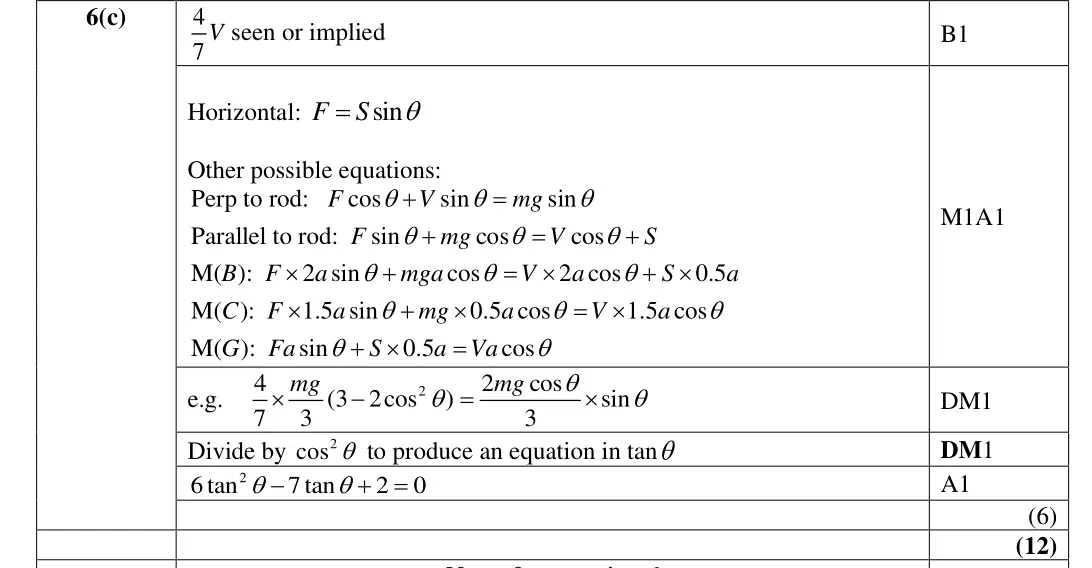 6(c)
4/7 V seen or implied B1
Horizontal: F = S sin θ
Other possible equations:
Perp to rod: F cos θ + V sin θ = mg sin θ
Parallel to rod: F sin θ + mg cos θ = V cos θ + S
M1A1
M(B): F × 2a sin θ + mga cos θ = V × 2a cos θ + S × 0.5a
M(C): F × 1.5a sin θ + mg × 0.5a cos θ = V × 1.5a cos θ
M(G): Fa sin θ + S × 0.5a = Va cos θ
e.g. 4/7 × mg/3 (3 − 2cos² θ) = 2mg cos θ/3 × sin θ DM1
Divide by cos² θ to produce an equation in tan θ DM1
6 tan² θ − 7 tan θ + 2 = 0 A1
(6)
(12)